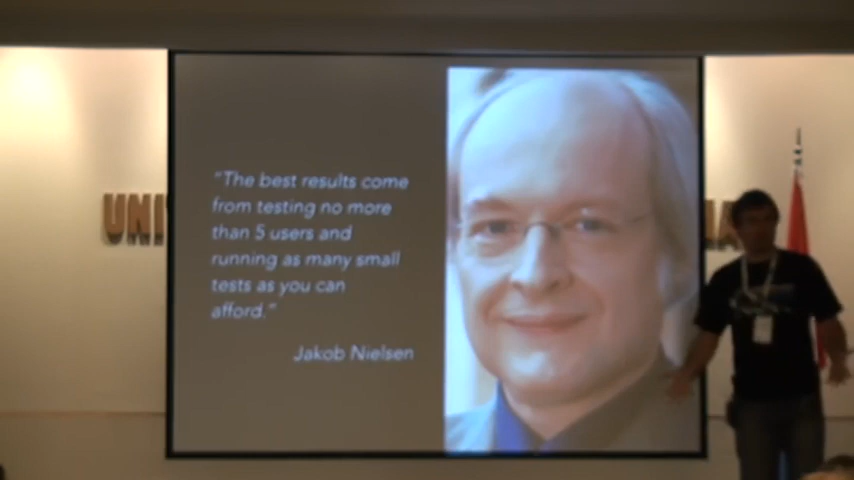 "The best results come
from testing no more
than 5 users and
running as many small
tests as you can
afford."
Jakob Nielsen
UNI